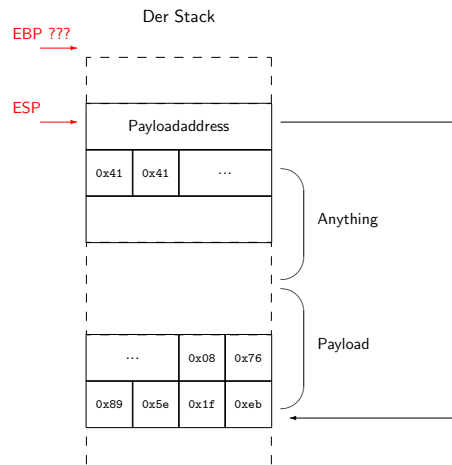 Der Stack
EBP ???
ESP
Payloadaddress
0x41 0x41 ...
Anything
Payload
... 0x08 0x76
0x89 0x5e 0x1f 0xeb